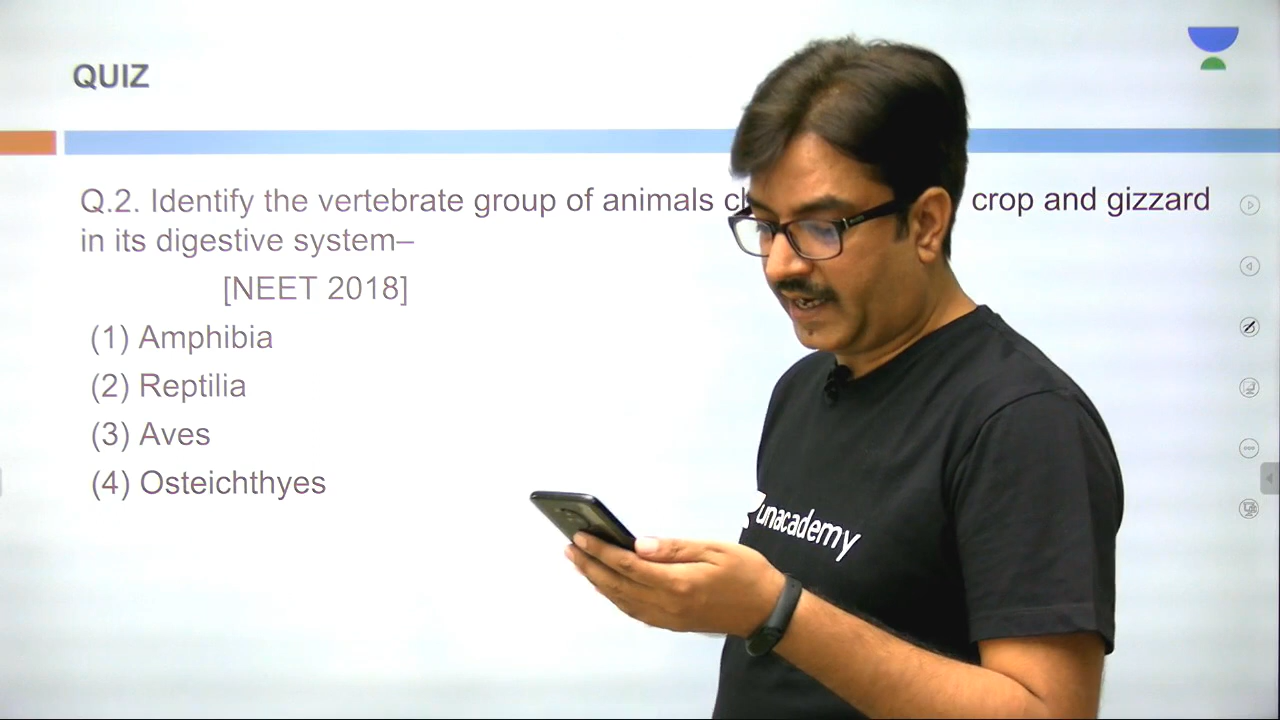 QUIZ
Q.2. Identify the vertebrate group of animals crop and gizzard
in its digestive system–
[NEET 2018]
(1) Amphibia
(2) Reptilia
(3) Aves
(4) Osteichthyes
unacademy